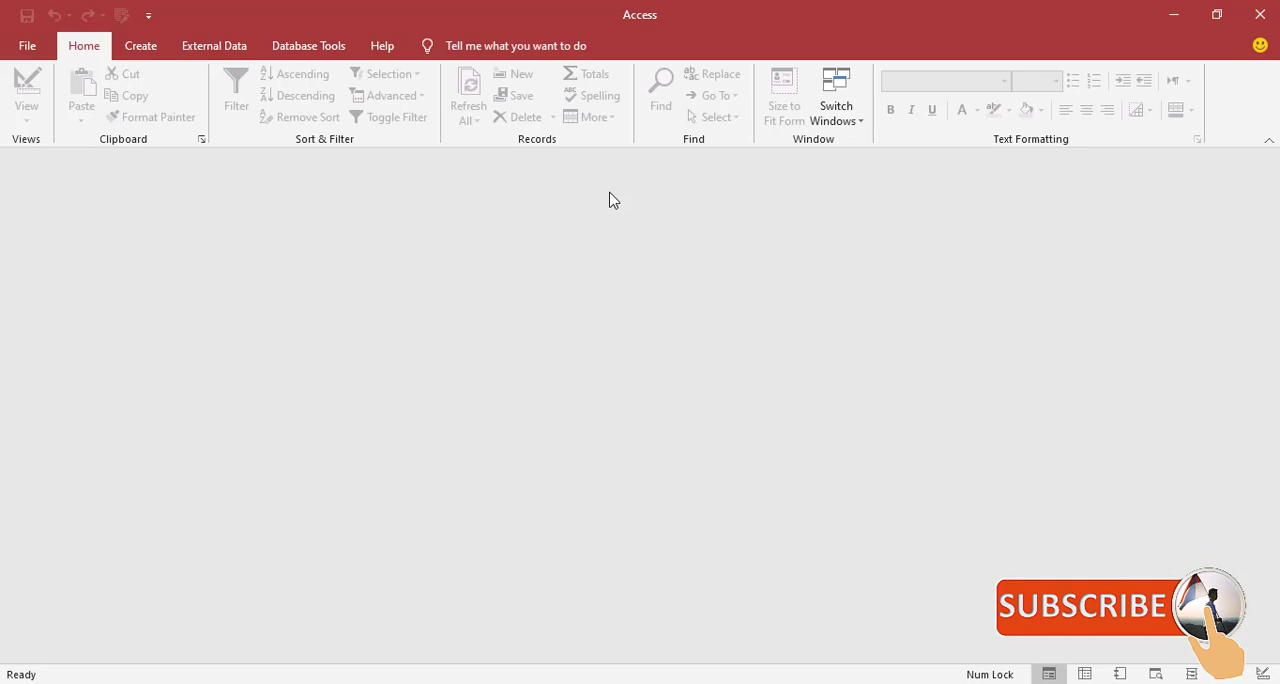 Access
File Home Create External Data Database Tools Help Tell me what you want to do
View
Paste
Cut
Copy
Format Painter
Filter
Ascending
Descending
Remove Sort
Selection
Advanced
Toggle Filter
Refresh
All
New
Save
Delete
Totals
Spelling
More
Find
Replace
Go To
Select
Size to
Fit Form
Switch
Windows
B I U A
Views Clipboard Sort & Filter Records Find Window Text Formatting
SUBSCRIBE
Ready Num Lock